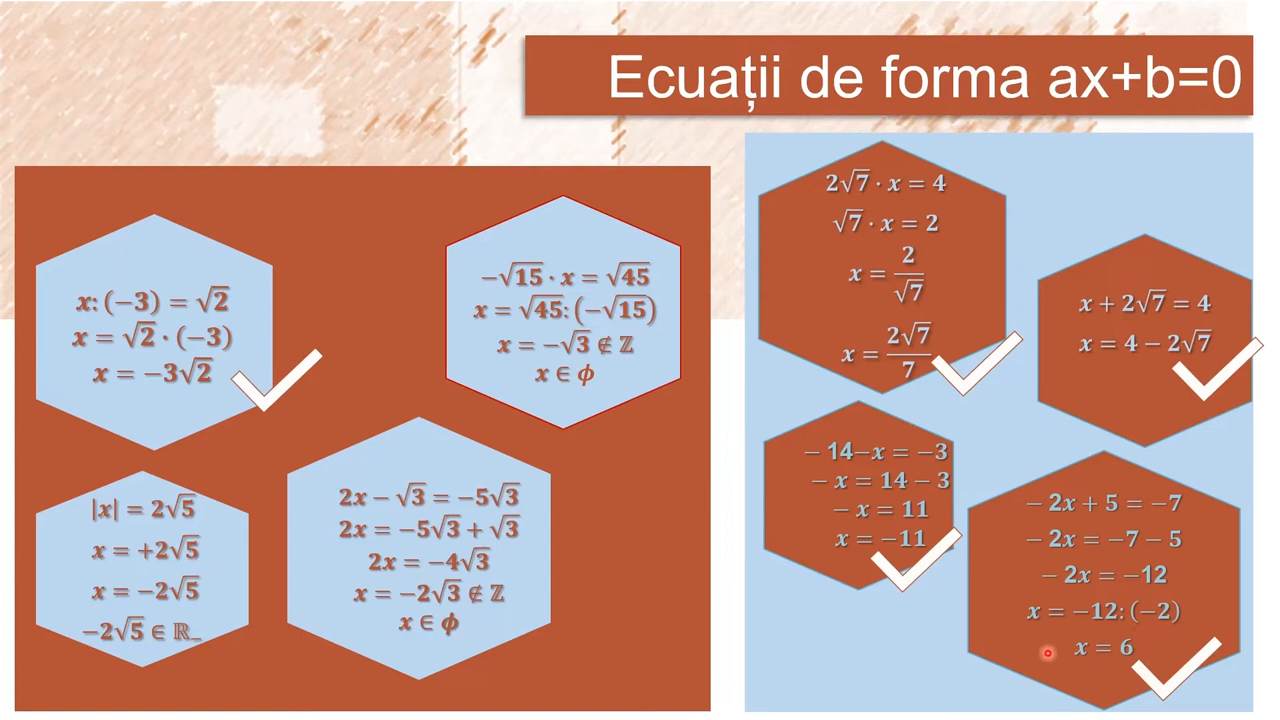 Ecuații de forma ax+b=0
x:(−3) = √2
x = √2 · (−3)
x = −3√2
−√15 · x = √45
x = √45:(−√15)
x = −√3 ∉ ℤ
x ∈ ϕ
|x| = 2√5
x = +2√5
x = −2√5
−2√5 ∈ ℝ₋
2x − √3 = −5√3
2x = −5√3 + √3
2x = −4√3
x = −2√3 ∉ ℤ
x ∈ ϕ
2√7 · x = 4
√7 · x = 2
x = 2/√7
x = 2√7/7
x + 2√7 = 4
x = 4 − 2√7
− 14−x = −3
− x = 14 − 3
− x = 11
x = −11
− 2x + 5 = −7
− 2x = −7 − 5
− 2x = −12
x = −12:(−2)
x = 6